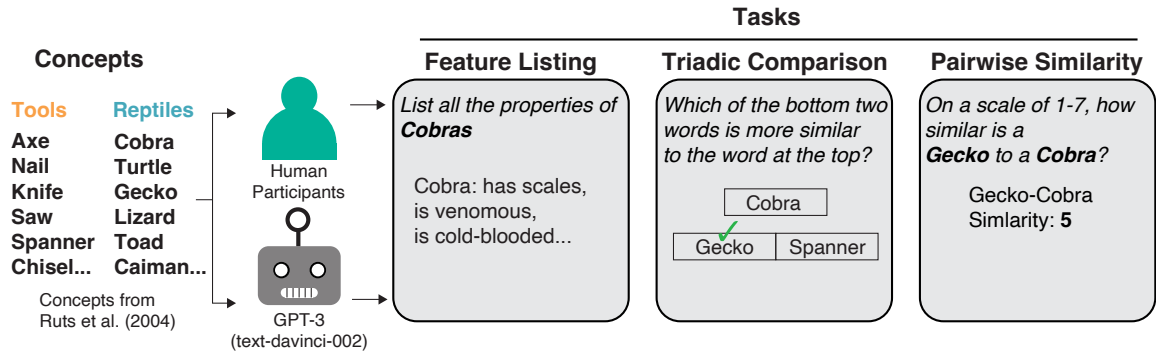 Tasks
Concepts
Tools
Reptiles
Axe
Nail
Knife
Saw
Spanner
Chisel...
Cobra
Turtle
Gecko
Lizard
Toad
Caiman...
Concepts from
Ruts et al. (2004)
Human
Participants
GPT-3
(text-davinci-002)
Feature Listing
List all the properties of
Cobras
Cobra: has scales,
is venomous,
is cold-blooded...
Triadic Comparison
Which of the bottom two
words is more similar
to the word at the top?
Cobra
Gecko
Spanner
Pairwise Similarity
On a scale of 1-7, how
similar is a
Gecko to a Cobra?
Gecko-Cobra
Simlarity: 5